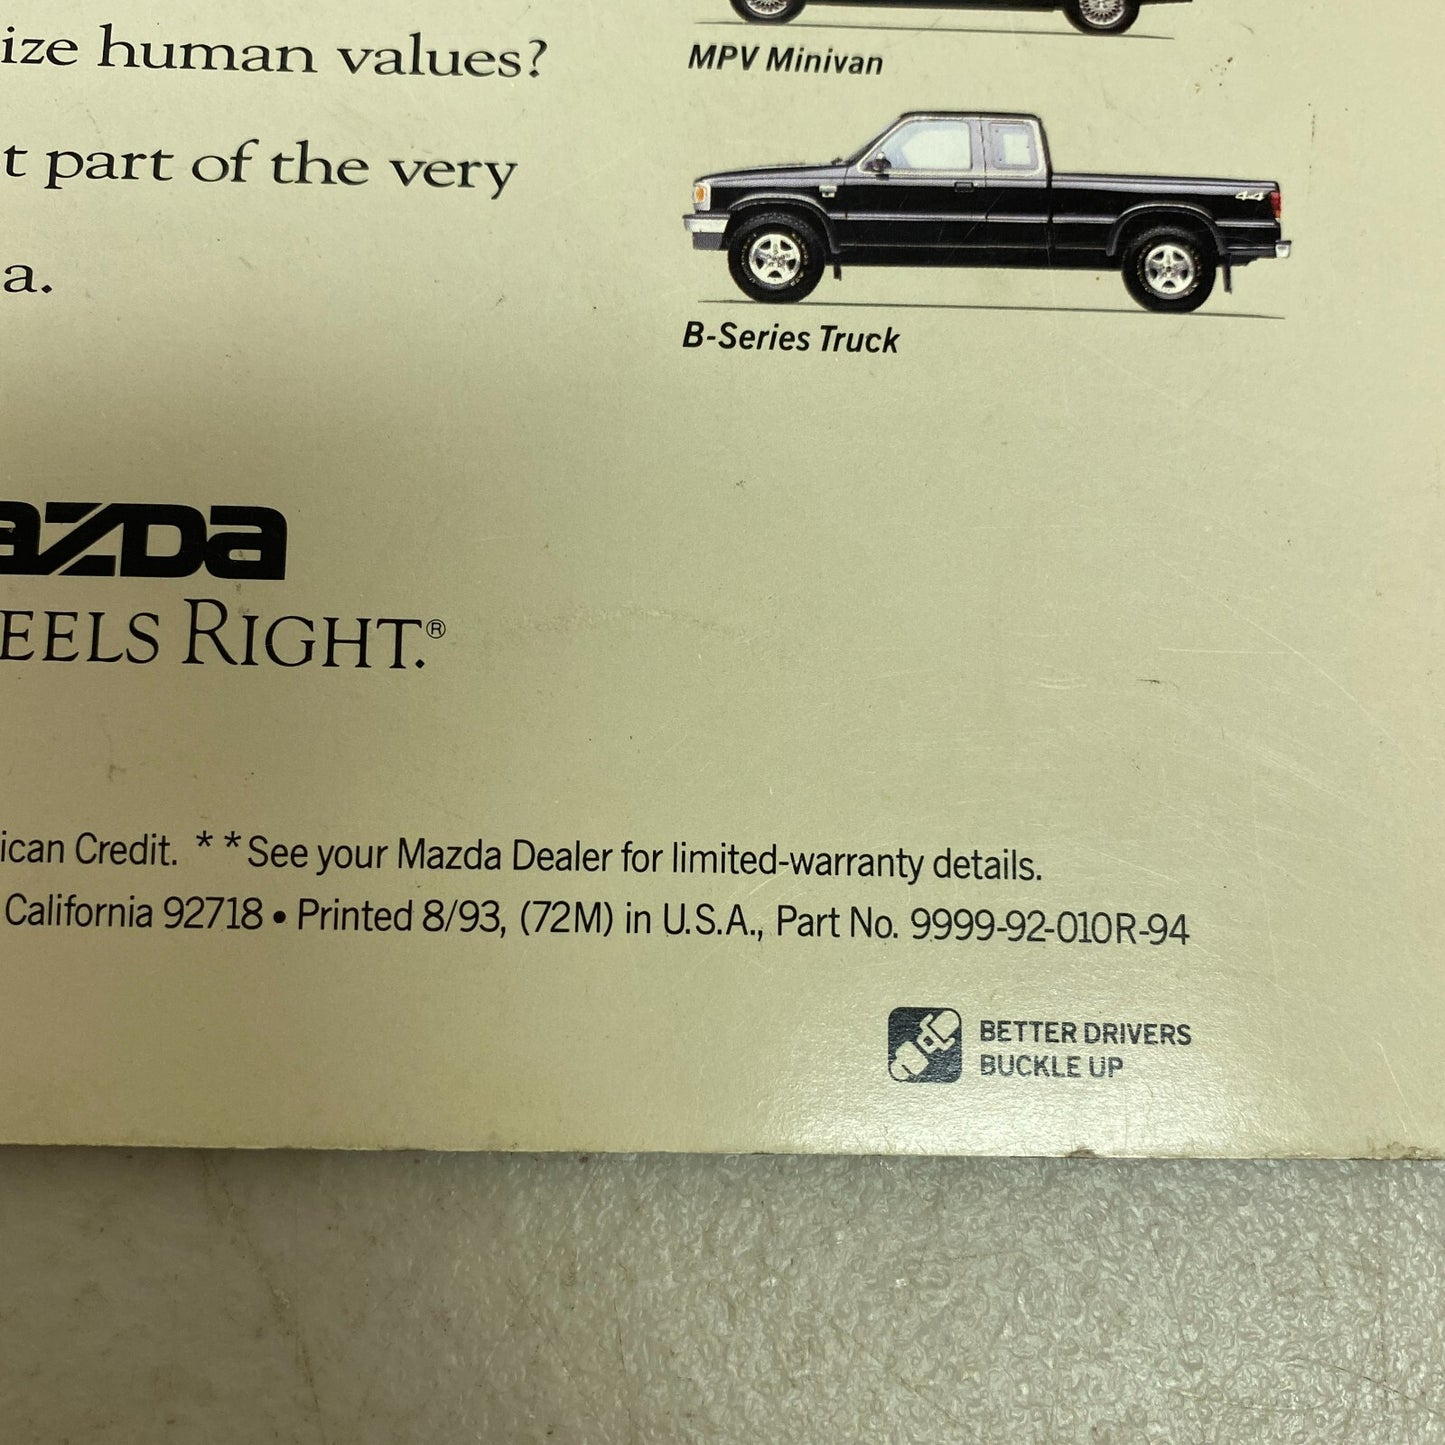 ize human values?
MPV Minivan
t part of the very
4x4
a.
B-Series Truck
azda
EELS RIGHT.®
ican Credit. **See your Mazda Dealer for limited-warranty details.
California 92718 • Printed 8/93, (72M) in U.S.A., Part No. 9999-92-010R-94
BETTER DRIVERS
BUCKLE UP